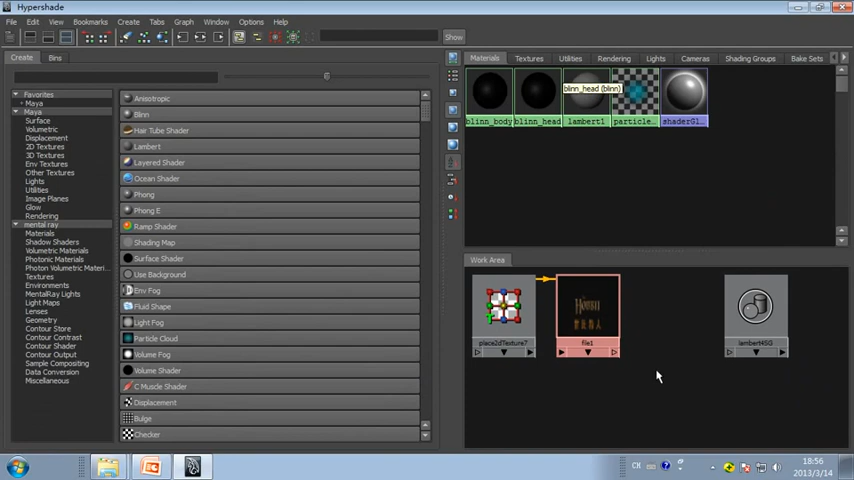 Hypershade
File Edit View Bookmarks Create Tabs Graph Window Options Help
Show
Create Bins
Materials Textures Utilities Rendering Lights Cameras Shading Groups Bake Sets
Favorites
Maya
Maya
Surface
Volumetric
Displacement
2D Textures
3D Textures
Env Textures
Other Textures
Lights
Utilities
Image Planes
Glow
Rendering
mental ray
Materials
Shadow Shaders
Volumetric Materials
Photonic Materials
Photon Volumetric Materi...
Textures
Environments
MentalRay Lights
Light Maps
Lenses
Geometry
Contour Store
Contour Contrast
Contour Shader
Contour Output
Sample Compositing
Data Conversion
Miscellaneous
Anisotropic
Blinn
Hair Tube Shader
Lambert
Layered Shader
Ocean Shader
Phong
Phong E
Ramp Shader
Shading Map
Surface Shader
Use Background
Env Fog
Fluid Shape
Light Fog
Particle Cloud
Volume Fog
Volume Shader
C Muscle Shader
Displacement
Bulge
Checker
blinn_head (blinn)
blinn_body blinn_head lambert1 particle... shaderGl...
Work Area
place2dTexture7 file1 lambert4SG
CH
18:56
2013/3/14